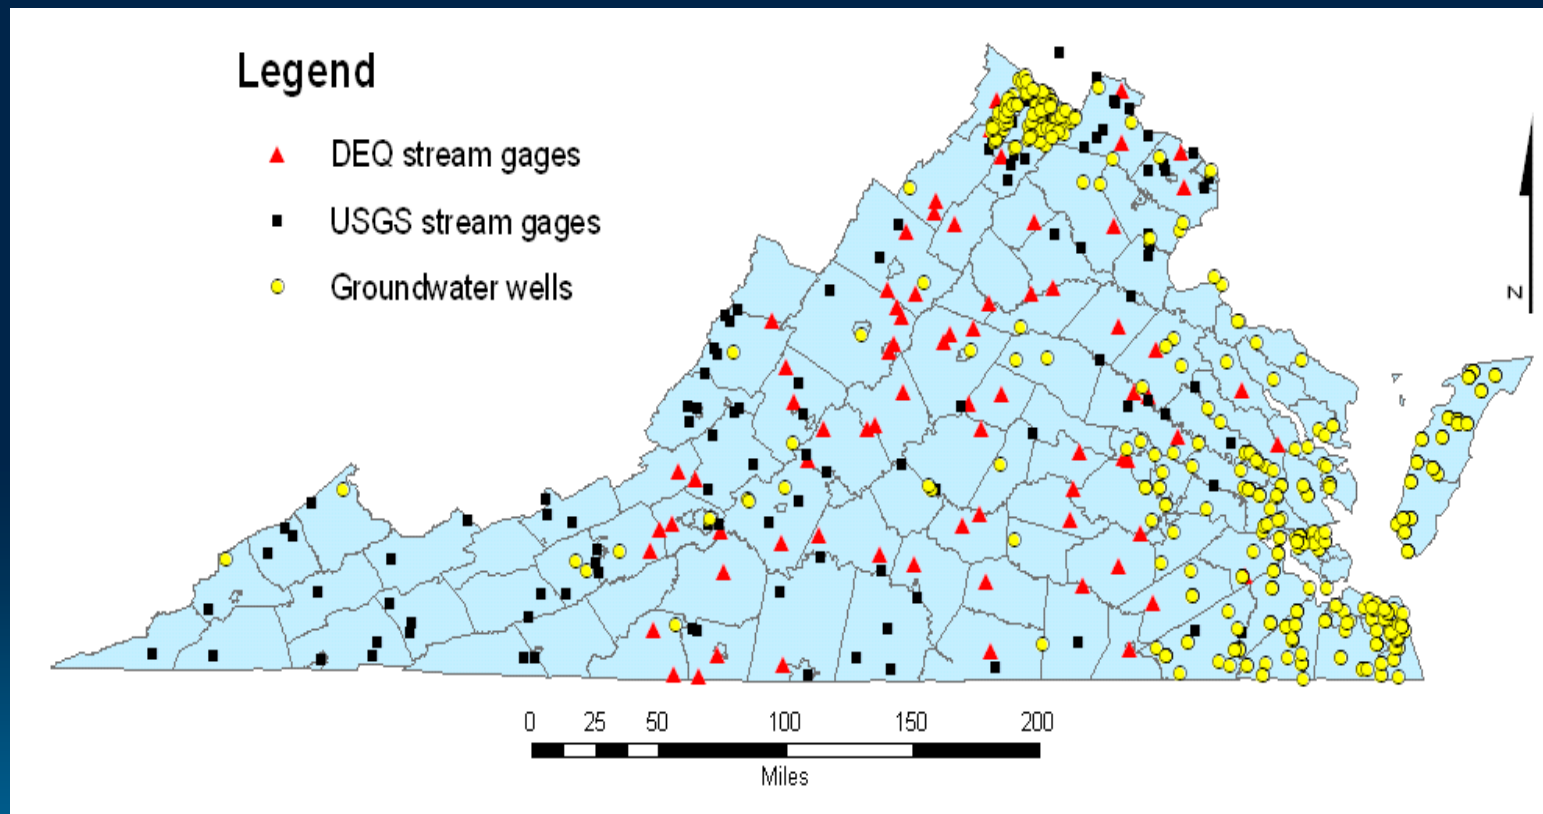 Legend
DEQ stream gages
USGS stream gages
Groundwater wells
N
0 25 50 100 150 200
Miles